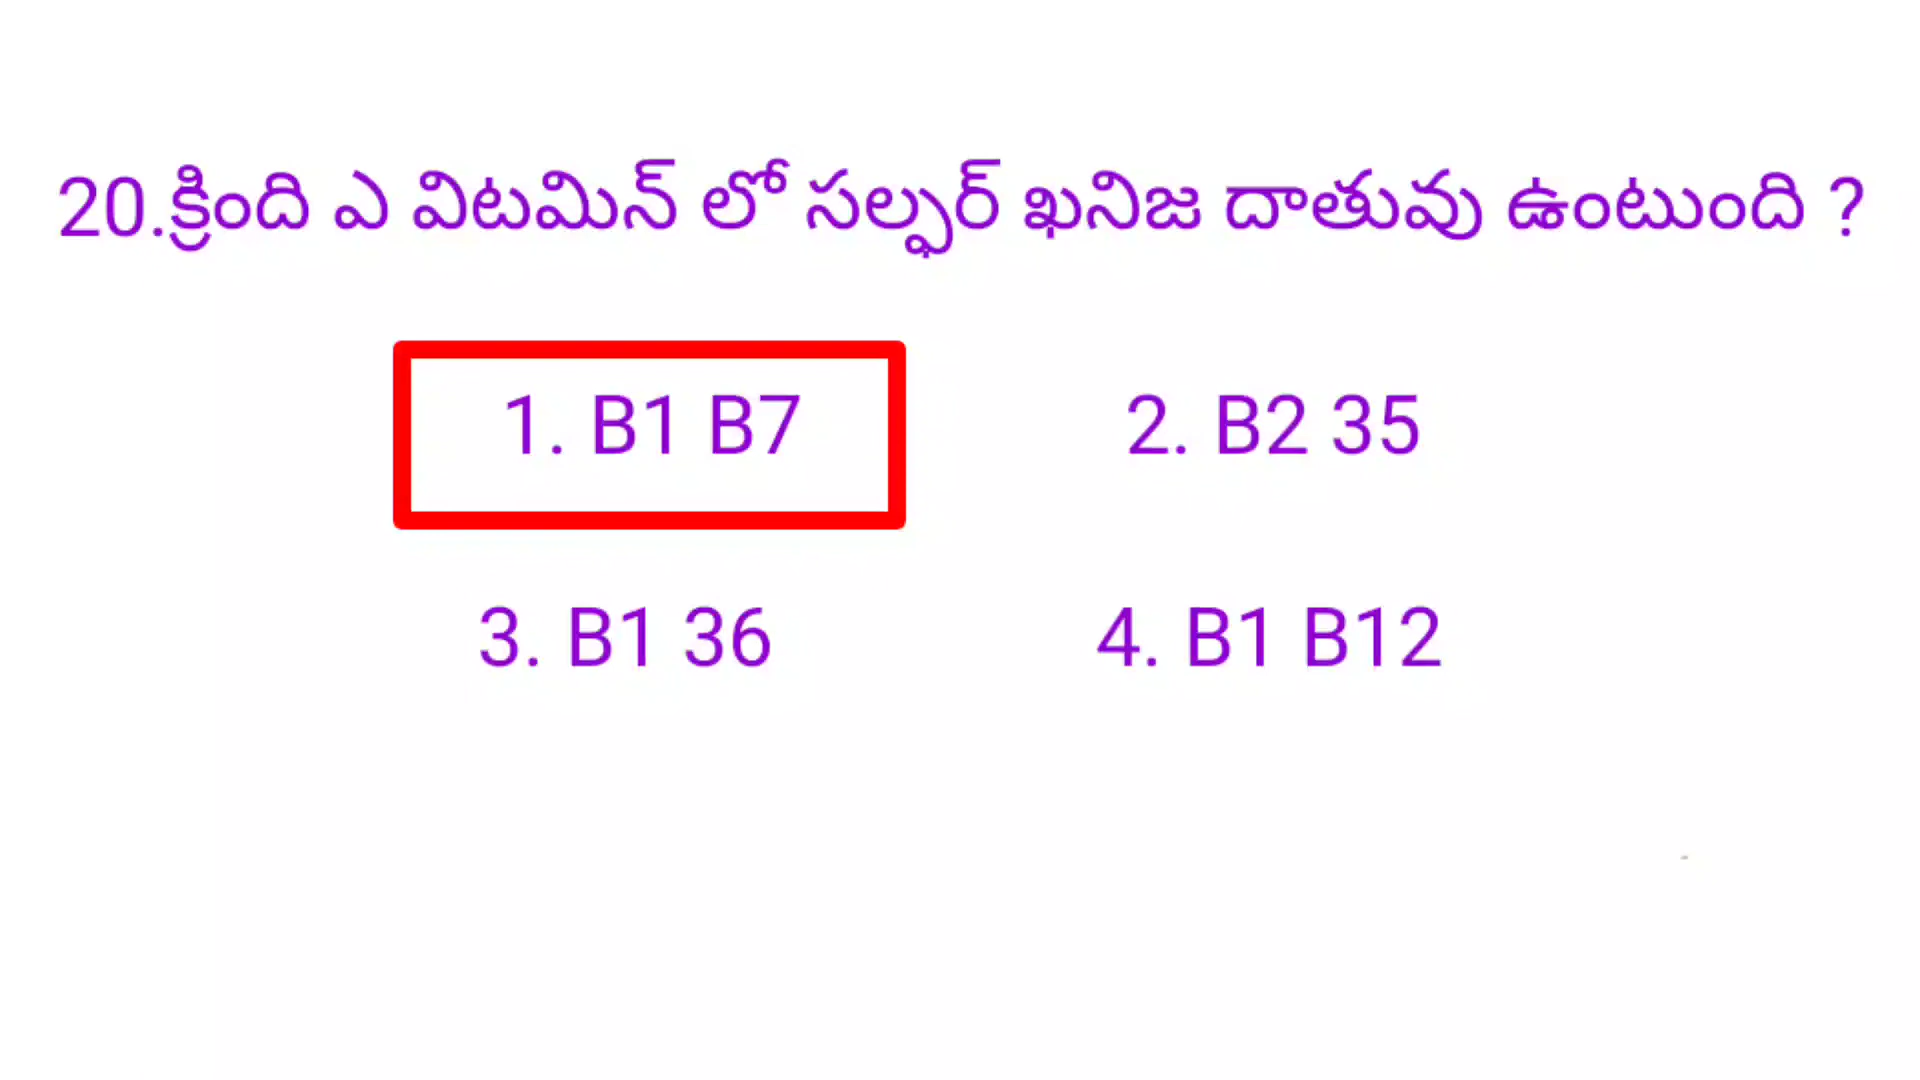 20.క్రింది ఎ విటమిన్ లో సల్ఫర్ ఖనిజ దాతువు ఉంటుంది ?
1. B1 B7
2. B2 35
3. B1 36
4. B1 B12